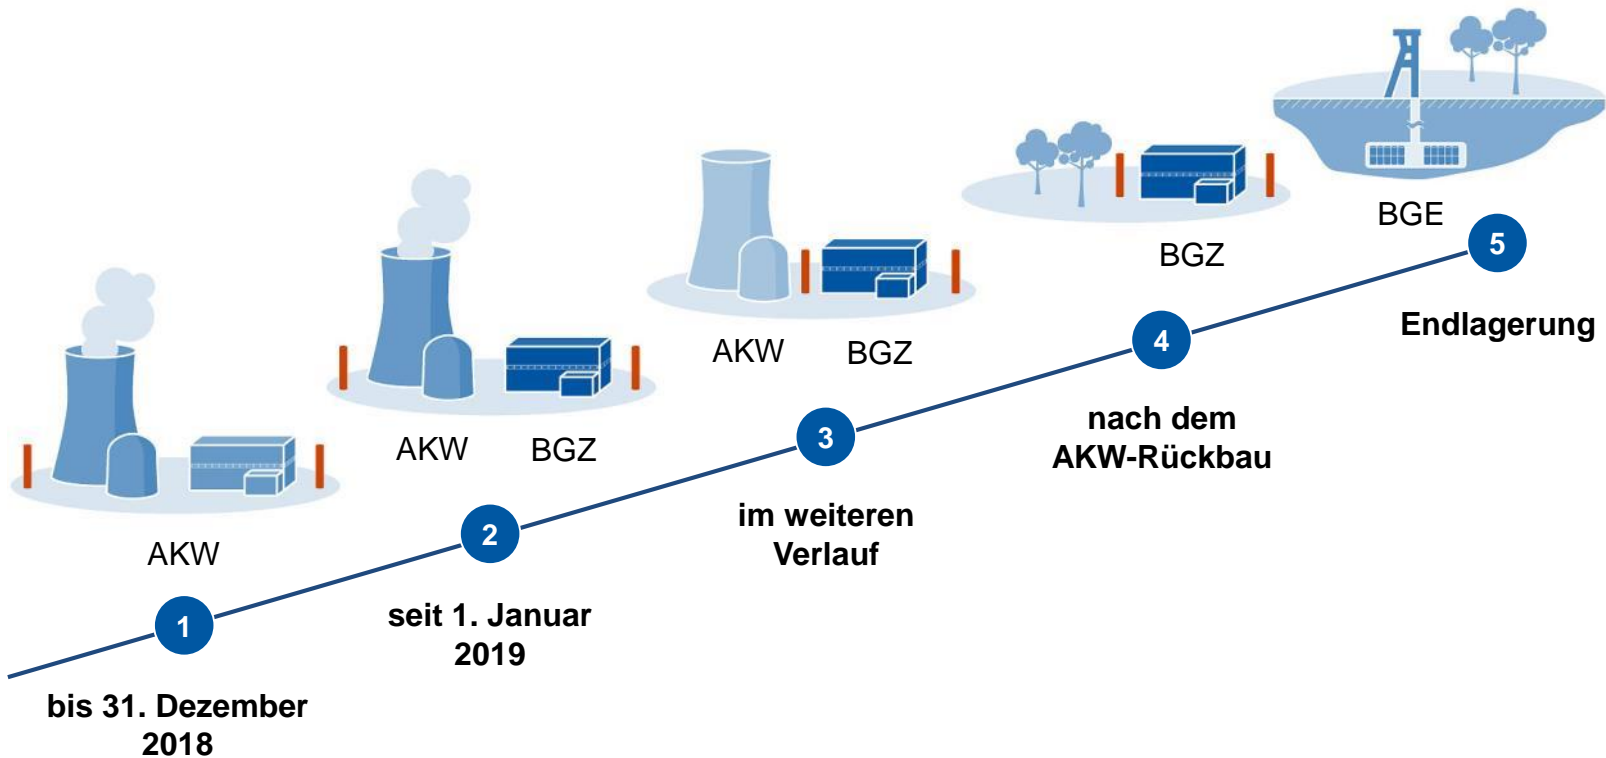 AKW
1
bis 31. Dezember
2018
AKW
BGZ
2
seit 1. Januar
2019
AKW
BGZ
3
im weiteren
Verlauf
BGZ
4
nach dem
AKW-Rückbau
BGE
5
Endlagerung